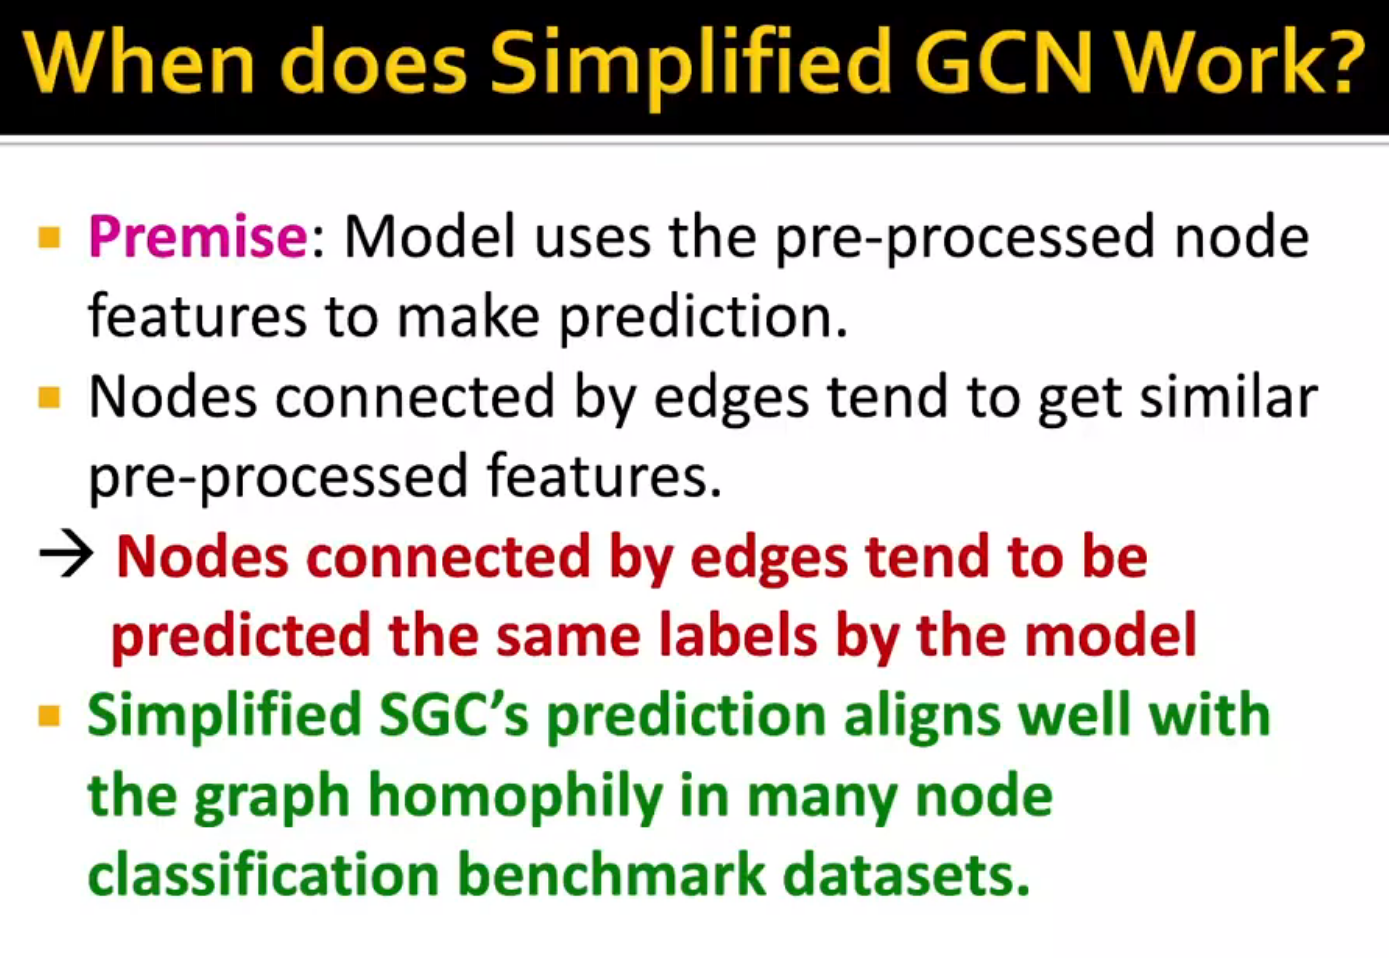 When does Simplified GCN Work?
Premise: Model uses the pre-processed node
features to make prediction.
Nodes connected by edges tend to get similar
pre-processed features.
→ Nodes connected by edges tend to be
predicted the same labels by the model
Simplified SGC’s prediction aligns well with
the graph homophily in many node
classification benchmark datasets.